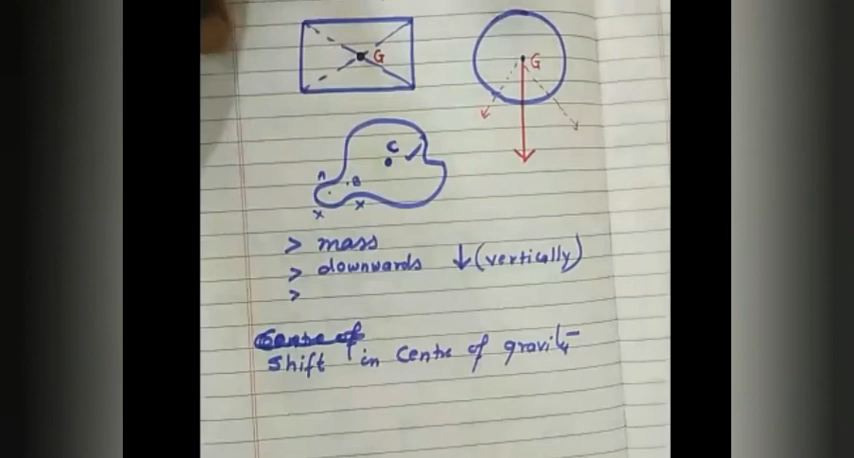 G
G
C
A
B
x
x
> mass
> downwards ↓ (vertically)
>
Centre of
Shift in Centre of gravity